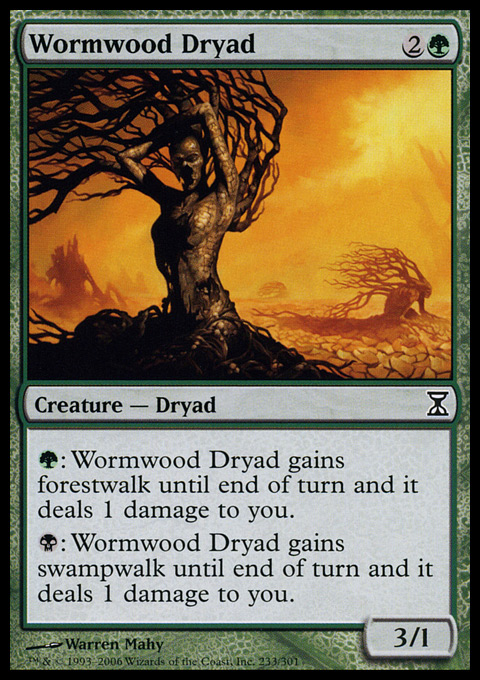 Wormwood Dryad 2
Creature — Dryad
: Wormwood Dryad gains
forestwalk until end of turn and it
deals 1 damage to you.
: Wormwood Dryad gains
swampwalk until end of turn and it
deals 1 damage to you.
Warren Mahy
3/1
™ & © 1993–2006 Wizards of the Coast, Inc. 233/301